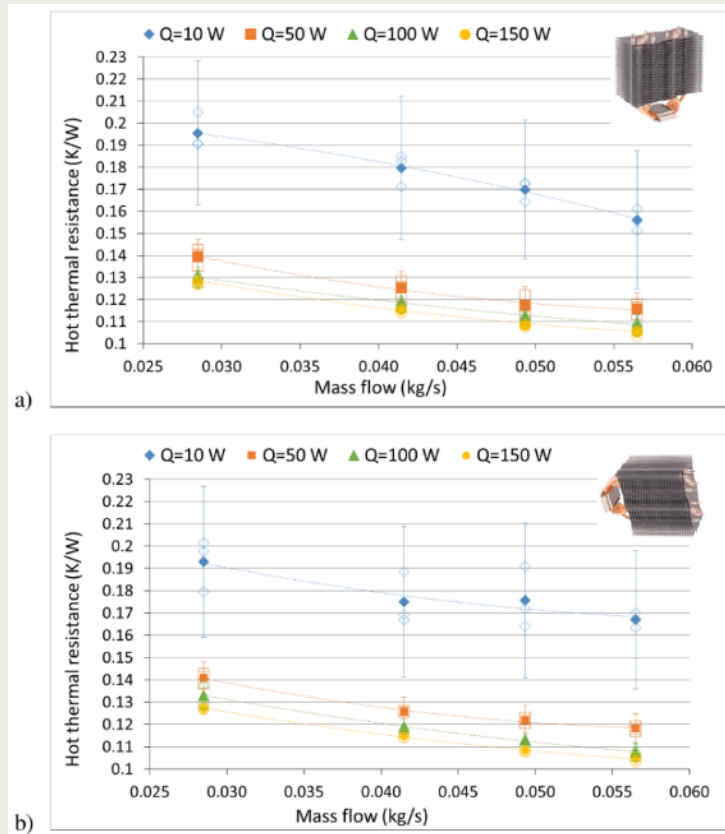 Q=10 W Q=50 W Q=100 W Q=150 W
0.23
0.22
0.21
0.2
0.19
0.18
0.17
0.16
0.15
0.14
0.13
0.12
0.11
0.1
Hot thermal resistance (K/W)
0.025 0.030 0.035 0.040 0.045 0.050 0.055 0.060
Mass flow (kg/s)
a)
Q=10 W Q=50 W Q=100 W Q=150 W
0.23
0.22
0.21
0.2
0.19
0.18
0.17
0.16
0.15
0.14
0.13
0.12
0.11
0.1
Hot thermal resistance (K/W)
0.025 0.030 0.035 0.040 0.045 0.050 0.055 0.060
Mass flow (kg/s)
b)